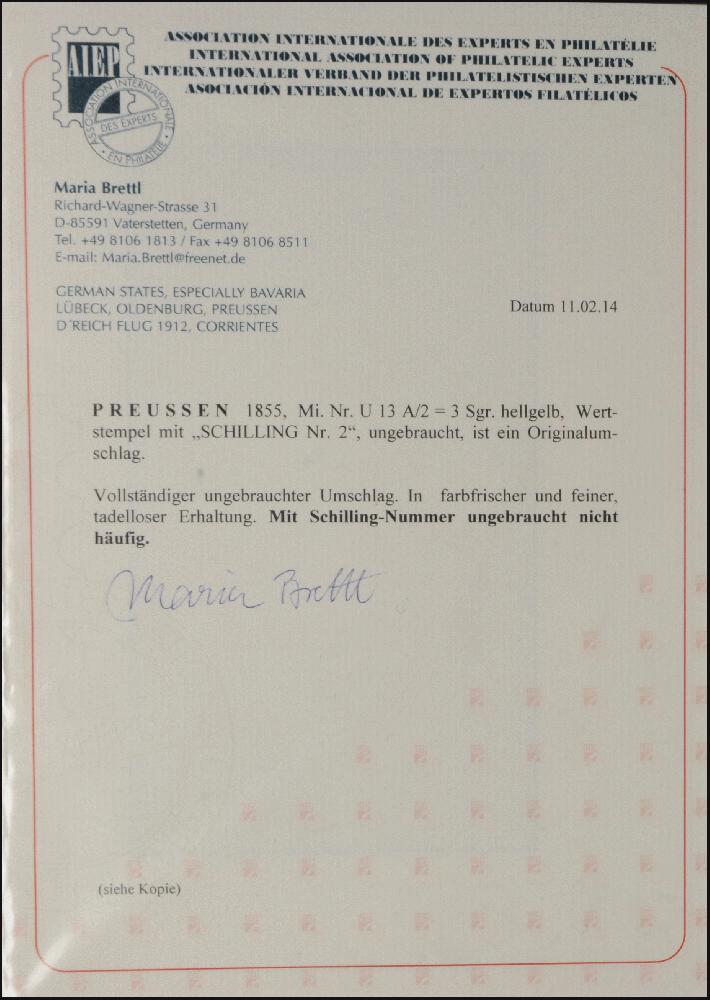 AIEP
ASSOCIATION INTERNATIONALE
DES EXPERTS
EN PHILATÉLIE
ASSOCIATION INTERNATIONALE DES EXPERTS EN PHILATÉLIE
INTERNATIONAL ASSOCIATION OF PHILATELIC EXPERTS
INTERNATIONALER VERBAND DER PHILATELISTISCHEN EXPERTEN
ASOCIACIÓN INTERNACIONAL DE EXPERTOS FILATÉLICOS
Maria Brettl
Richard-Wagner-Strasse 31
D-85591 Vaterstetten, Germany
Tel. +49 8106 1813 / Fax +49 8106 8511
E-mail: Maria.Brettl@freenet.de
GERMAN STATES, ESPECIALLY BAVARIA
LÜBECK, OLDENBURG, PREUSSEN
D´REICH FLUG 1912, CORRIENTES
Datum 11.02.14
PREUSSEN 1855, Mi. Nr. U 13 A/2 = 3 Sgr. hellgelb, Wert-
stempel mit „SCHILLING Nr. 2“, ungebraucht, ist ein Originalum-
schlag.
Vollständiger ungebrauchter Umschlag. In farbfrischer und feiner,
tadelloser Erhaltung. Mit Schilling-Nummer ungebraucht nicht
häufig.
Maria Brettl
(siehe Kopie)